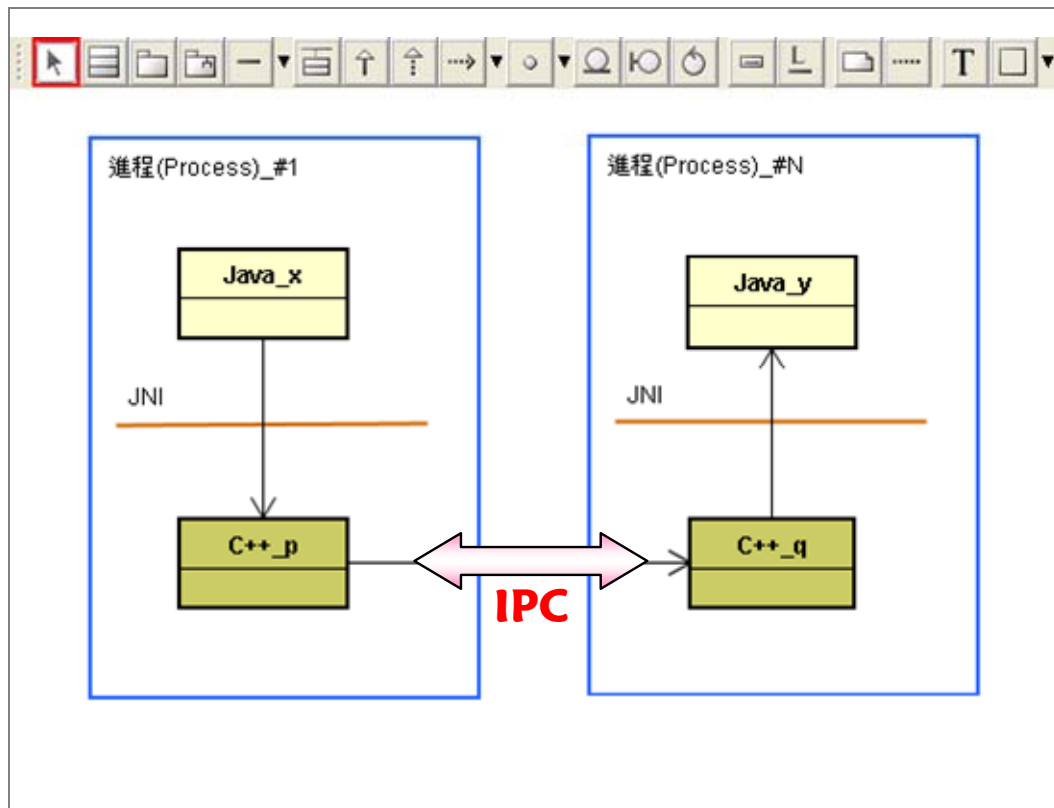 T
進程(Process)_#1
進程(Process)_#N
Java_x
Java_y
JNI
JNI
C++_p
C++_q
IPC